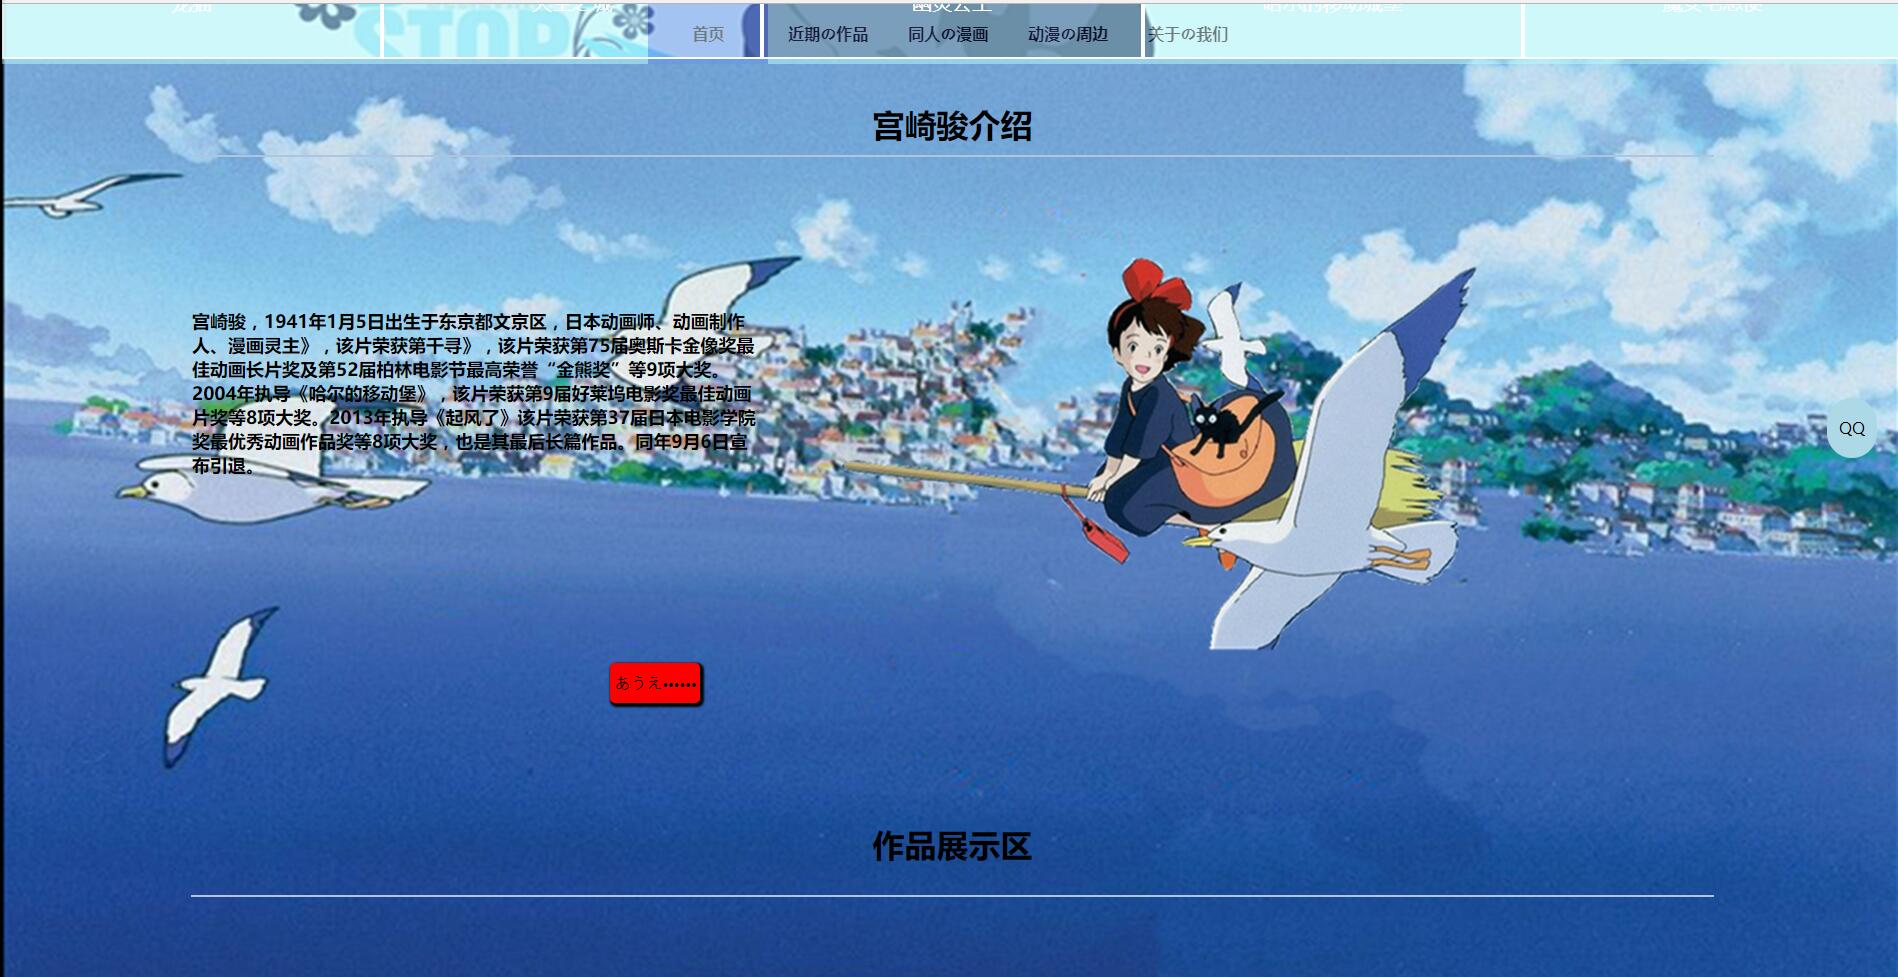 STOP
首页 近期の作品 同人の漫画 动漫の周边 关于の我们
宫崎骏介绍
宫崎骏，1941年1月5日出生于东京都文京区，日本动画师、动画制作
人、漫画灵主》，该片荣获第千寻》，该片荣获第75届奥斯卡金像奖最
佳动画长片奖及第52届柏林电影节最高荣誉“金熊奖”等9项大奖。
2004年执导《哈尔的移动堡》，该片荣获第9届好莱坞电影奖最佳动画
片奖等8项大奖。2013年执导《起风了》该片荣获第37届日本电影学院
奖最优秀动画作品奖等8项大奖，也是其最后长篇作品。同年9月6日宣
布引退。
QQ
あうえ••••••
作品展示区